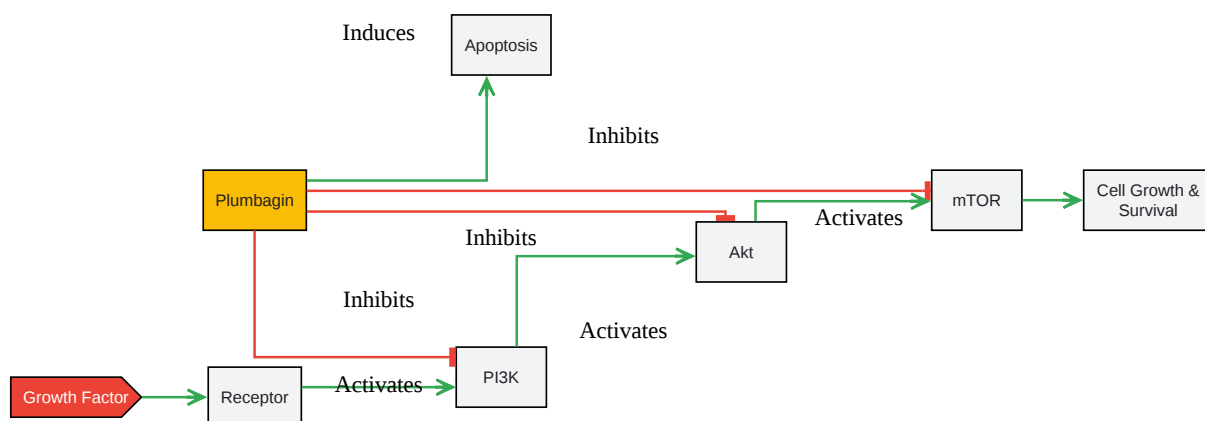 Induces
Apoptosis
Inhibits
Plumbagin
mTOR
Cell Growth &
Survival
Activates
Inhibits
Akt
Inhibits
Activates
PI3K
Activates
Growth Factor
Receptor